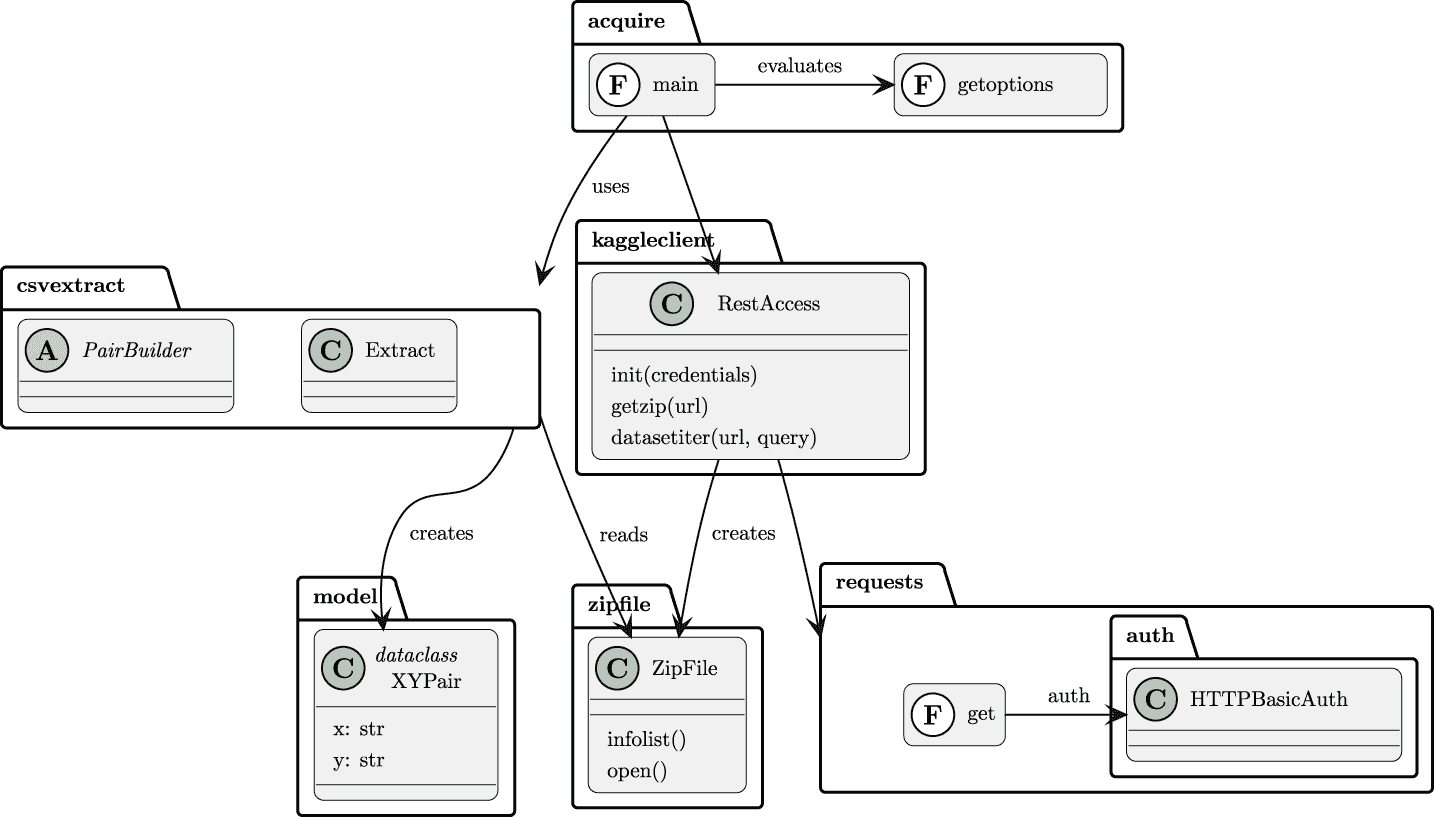 acquire
F main
evaluates
F getoptions
uses
kaggleclient
C RestAccess
init(credentials)
getzip(url)
datasetiter(url, query)
csvextract
A PairBuilder
C Extract
creates
reads
creates
model
C dataclass
XYPair
x: str
y: str
zipfile
C ZipFile
infolist()
open()
requests
F get
auth
auth
C HTTPBasicAuth